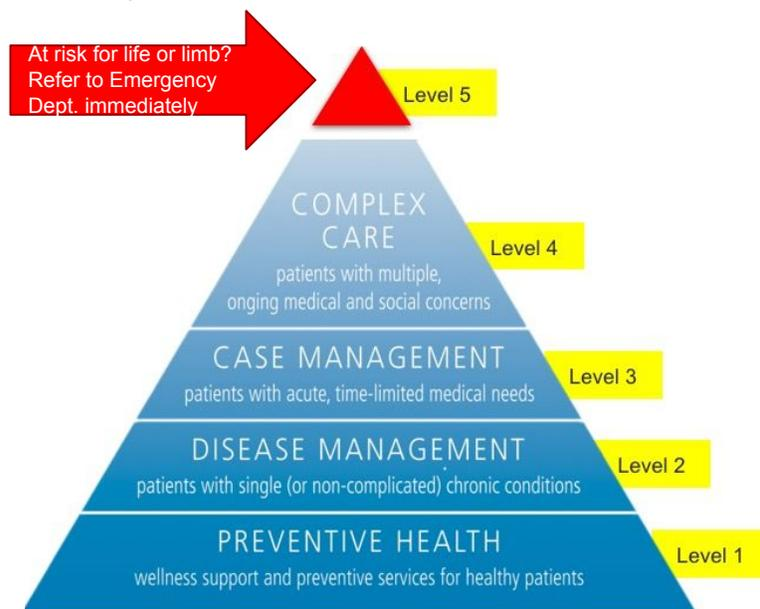 At risk for life or limb?
Refer to Emergency
Dept. immediately
Level 5
COMPLEX
CARE
patients with multiple,
onging medical and social concerns
Level 4
CASE MANAGEMENT
patients with acute, time-limited medical needs
Level 3
DISEASE MANAGEMENT
patients with single (or non-complicated) chronic conditions
Level 2
PREVENTIVE HEALTH
wellness support and preventive services for healthy patients
Level 1